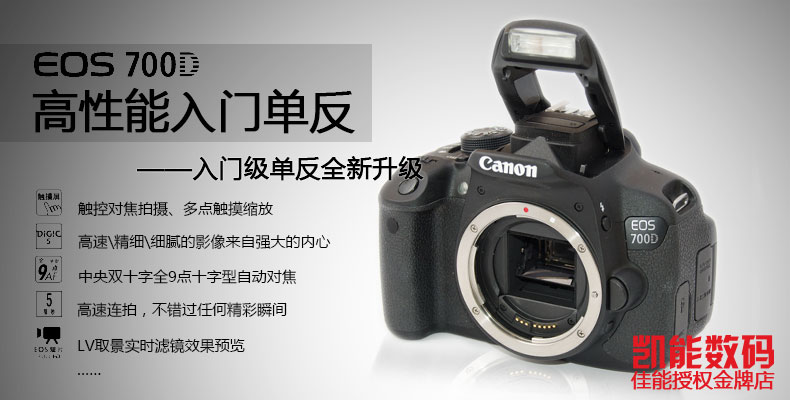 EOS 700D
高性能入门单反
——入门级单反全新升级
触摸屏
触控对焦拍摄、多点触摸缩放
DiGiC
5
高速\精细\细腻的影像来自强大的内心
9
中央双十字全9点十字型自动对焦
5
高速连拍，不错过任何精彩瞬间
LV取景实时滤镜效果预览
......
Canon
EOS
700D
凯能数码
佳能授权金牌店